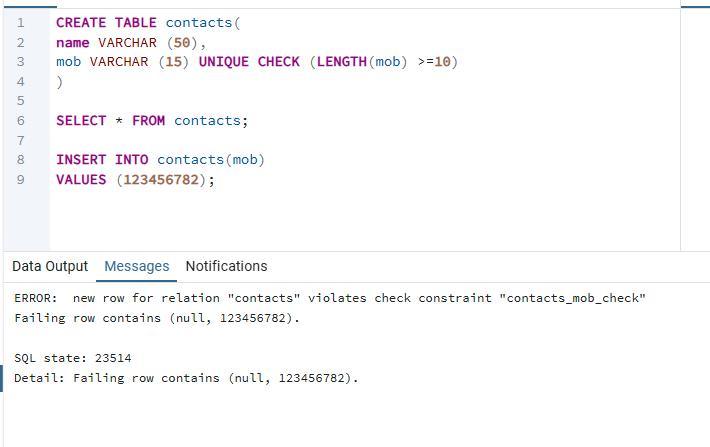 1 CREATE TABLE contacts(
2 name VARCHAR (50),
3 mob VARCHAR (15) UNIQUE CHECK (LENGTH(mob) >=10)
4 )
5
6 SELECT * FROM contacts;
7
8 INSERT INTO contacts(mob)
9 VALUES (123456782);
Data Output Messages Notifications
ERROR:  new row for relation "contacts" violates check constraint "contacts_mob_check"
Failing row contains (null, 123456782).
SQL state: 23514
Detail: Failing row contains (null, 123456782).